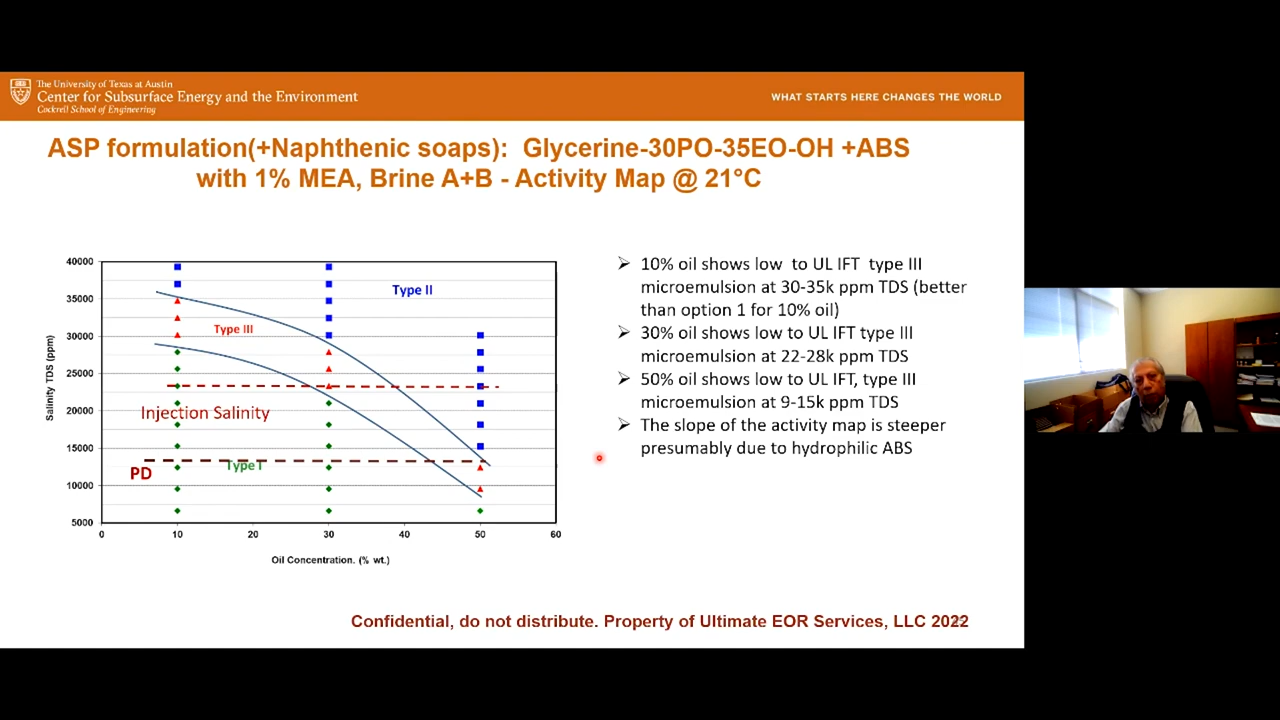 The University of Texas at Austin
Center for Subsurface Energy and the Environment
Cockrell School of Engineering
WHAT STARTS HERE CHANGES THE WORLD
ASP formulation(+Naphthenic soaps): Glycerine-30PO-35EO-OH +ABS
with 1% MEA, Brine A+B - Activity Map @ 21°C
Salinity TDS (ppm)
40000
35000
30000
25000
20000
15000
10000
5000
Type II
Type III
Injection Salinity
Type I
PD
0 10 20 30 40 50 60
Oil Concentration. (% wt.)
➢ 10% oil shows low to UL IFT type III
microemulsion at 30-35k ppm TDS (better
than option 1 for 10% oil)
➢ 30% oil shows low to UL IFT type III
microemulsion at 22-28k ppm TDS
➢ 50% oil shows low to UL IFT, type III
microemulsion at 9-15k ppm TDS
➢ The slope of the activity map is steeper
presumably due to hydrophilic ABS
Confidential, do not distribute. Property of Ultimate EOR Services, LLC 2022